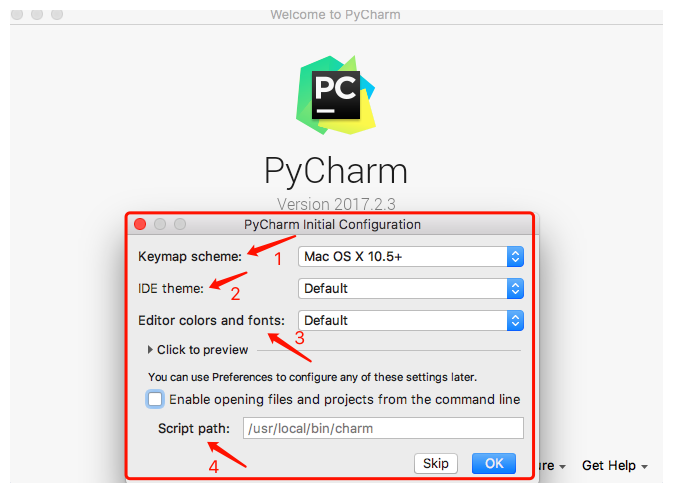 Welcome to PyCharm
PC
PyCharm
Version 2017.2.3
PyCharm Initial Configuration
Keymap scheme: 1 Mac OS X 10.5+
IDE theme: 2 Default
Editor colors and fonts: 3 Default
Click to preview
You can use Preferences to configure any of these settings later.
Enable opening files and projects from the command line
Script path: 4 /usr/local/bin/charm
Skip OK ure Get Help